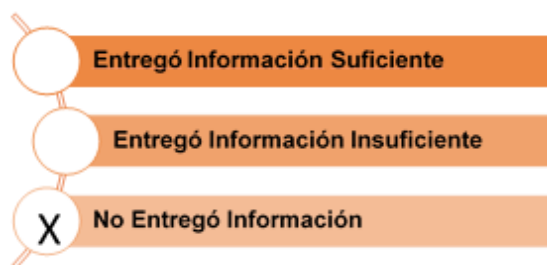 Entregó Información Suficiente
Entregó Información Insuficiente
X No Entregó Información